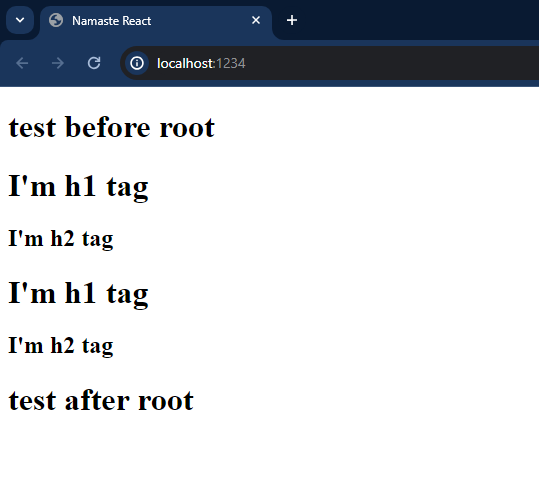 Namaste React
localhost:1234
test before root
I'm h1 tag
I'm h2 tag
I'm h1 tag
I'm h2 tag
test after root